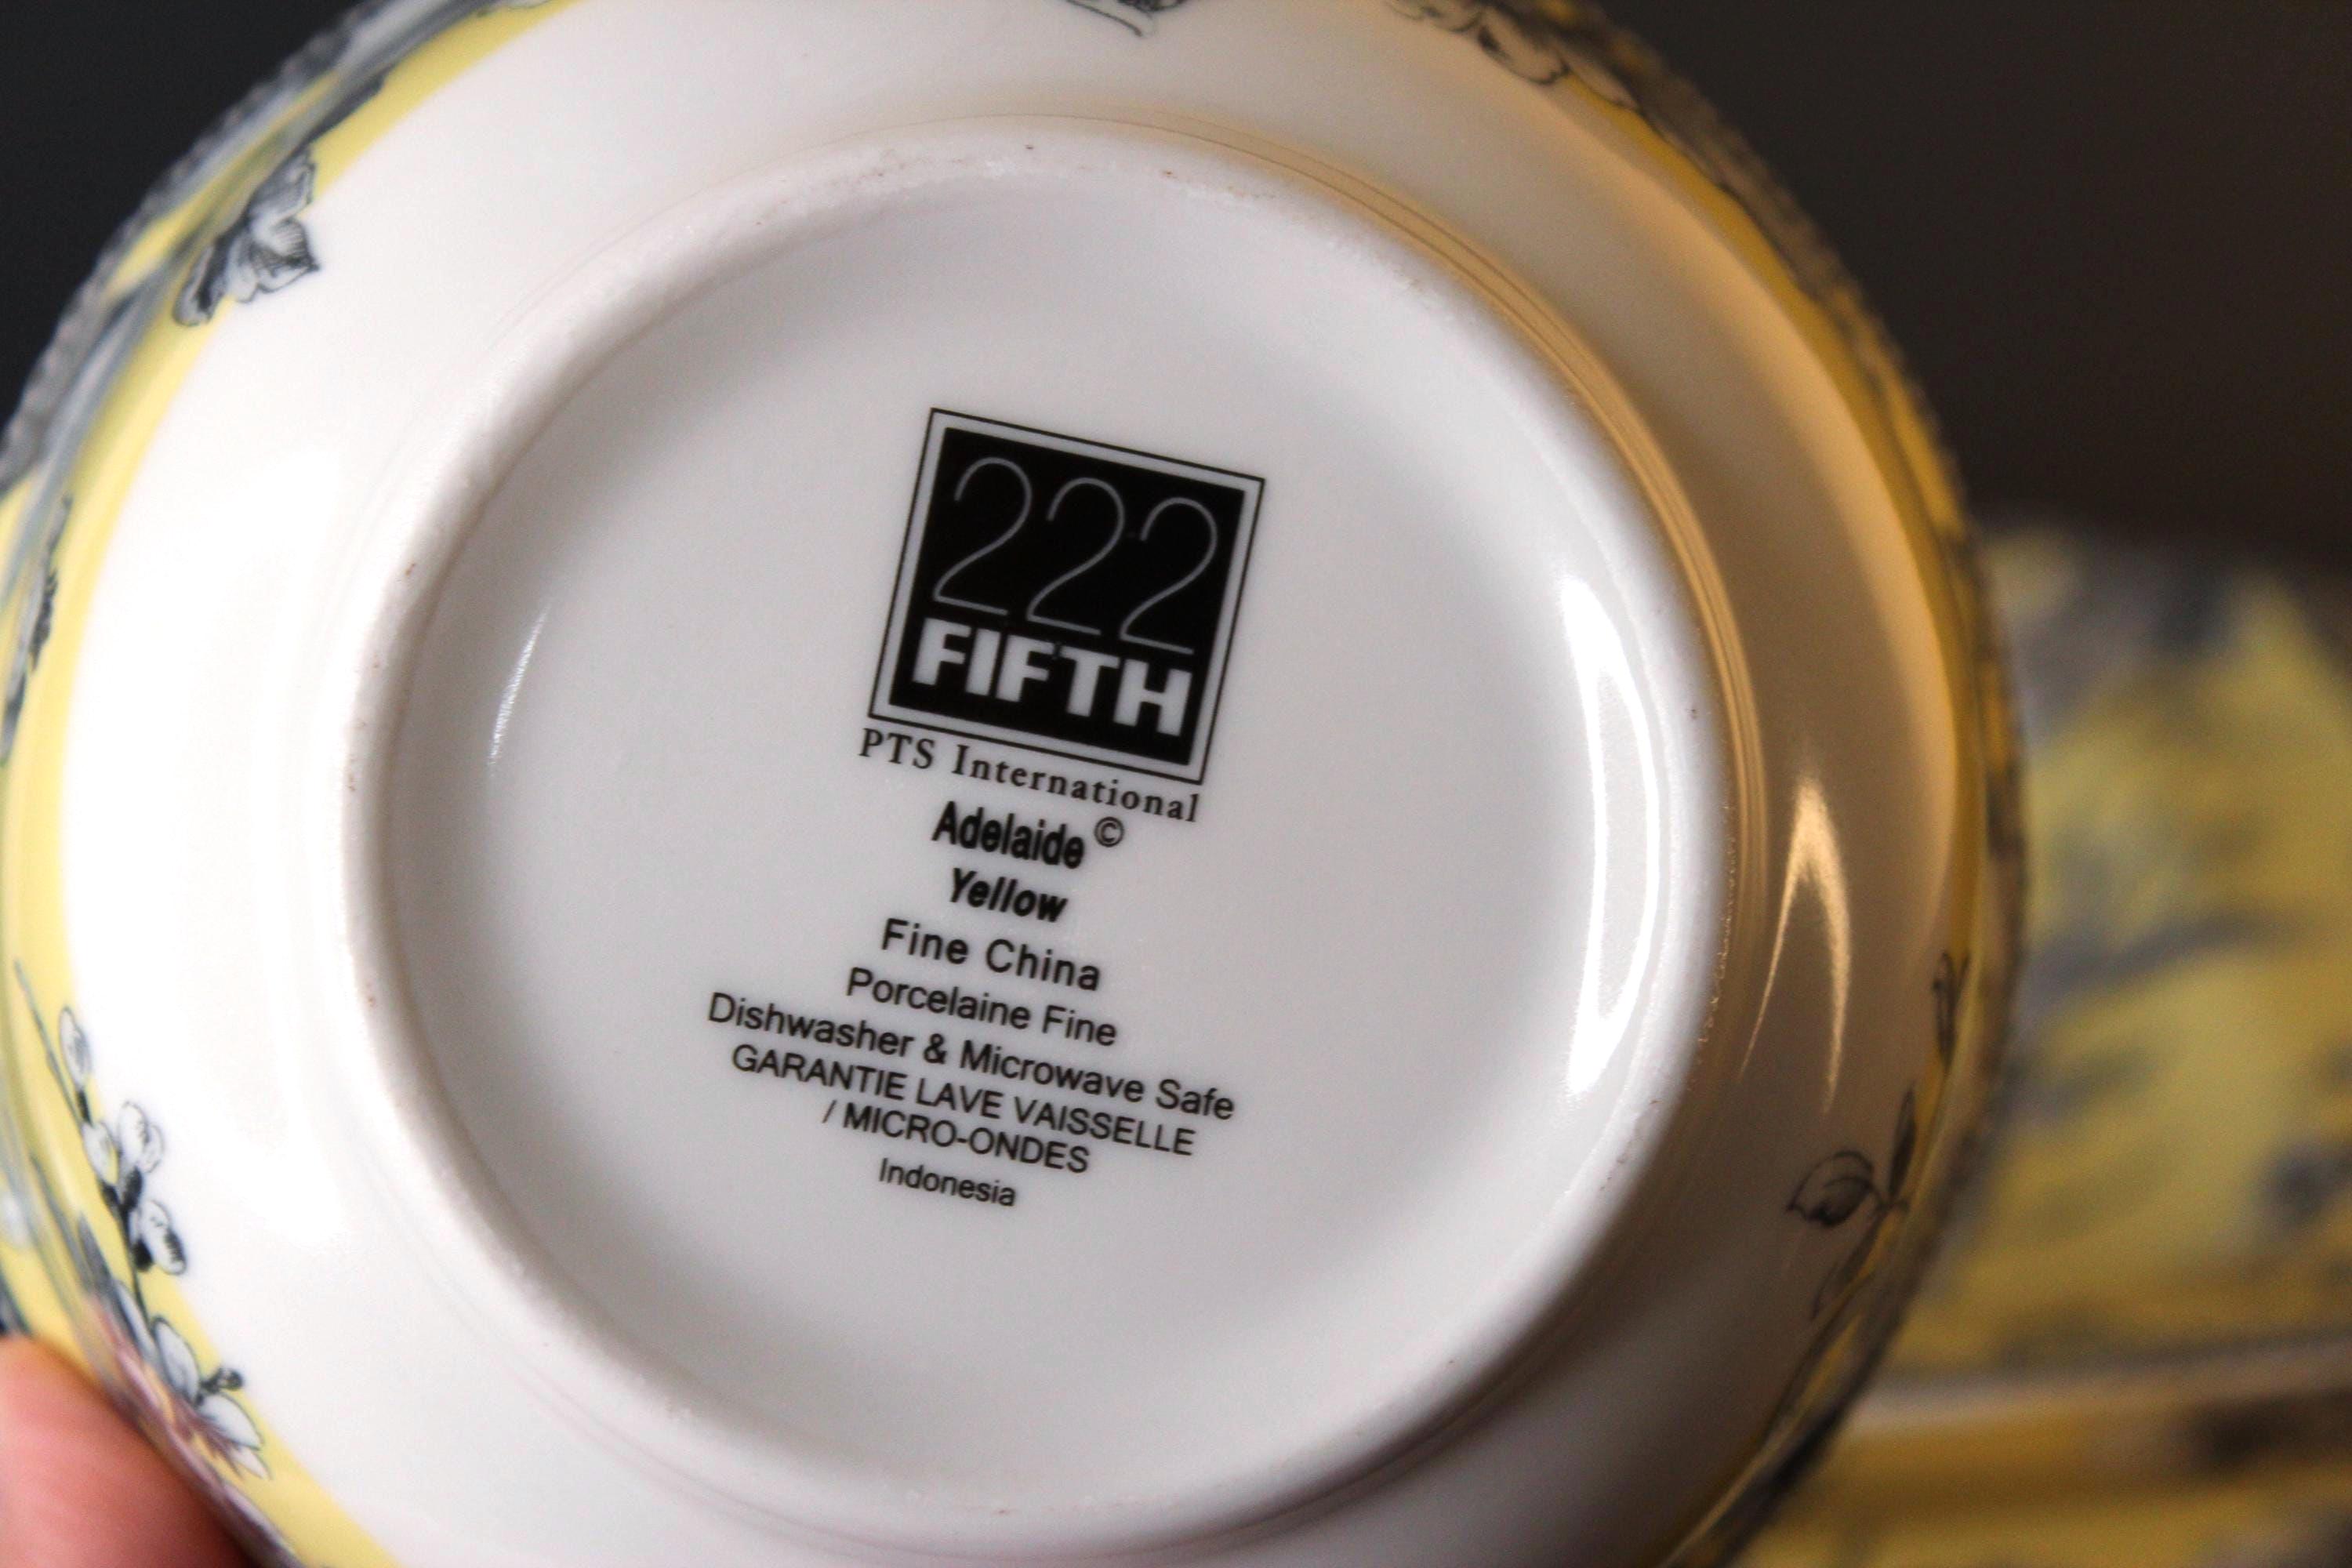 222
FIFTH
PTS International
Adelaide ©
Yellow
Fine China
Porcelaine Fine
Dishwasher & Microwave Safe
GARANTIE LAVE VAISSELLE
/ MICRO-ONDES
Indonesia